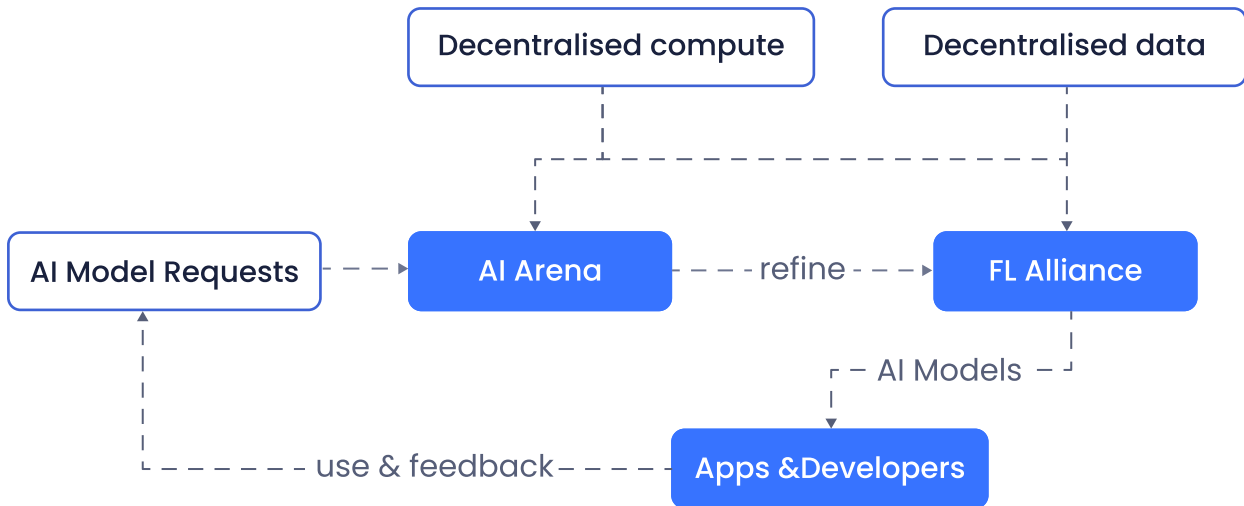 Decentralised compute
Decentralised data
AI Model Requests
AI Arena
refine
FL Alliance
AI Models
Apps &Developers
use & feedback